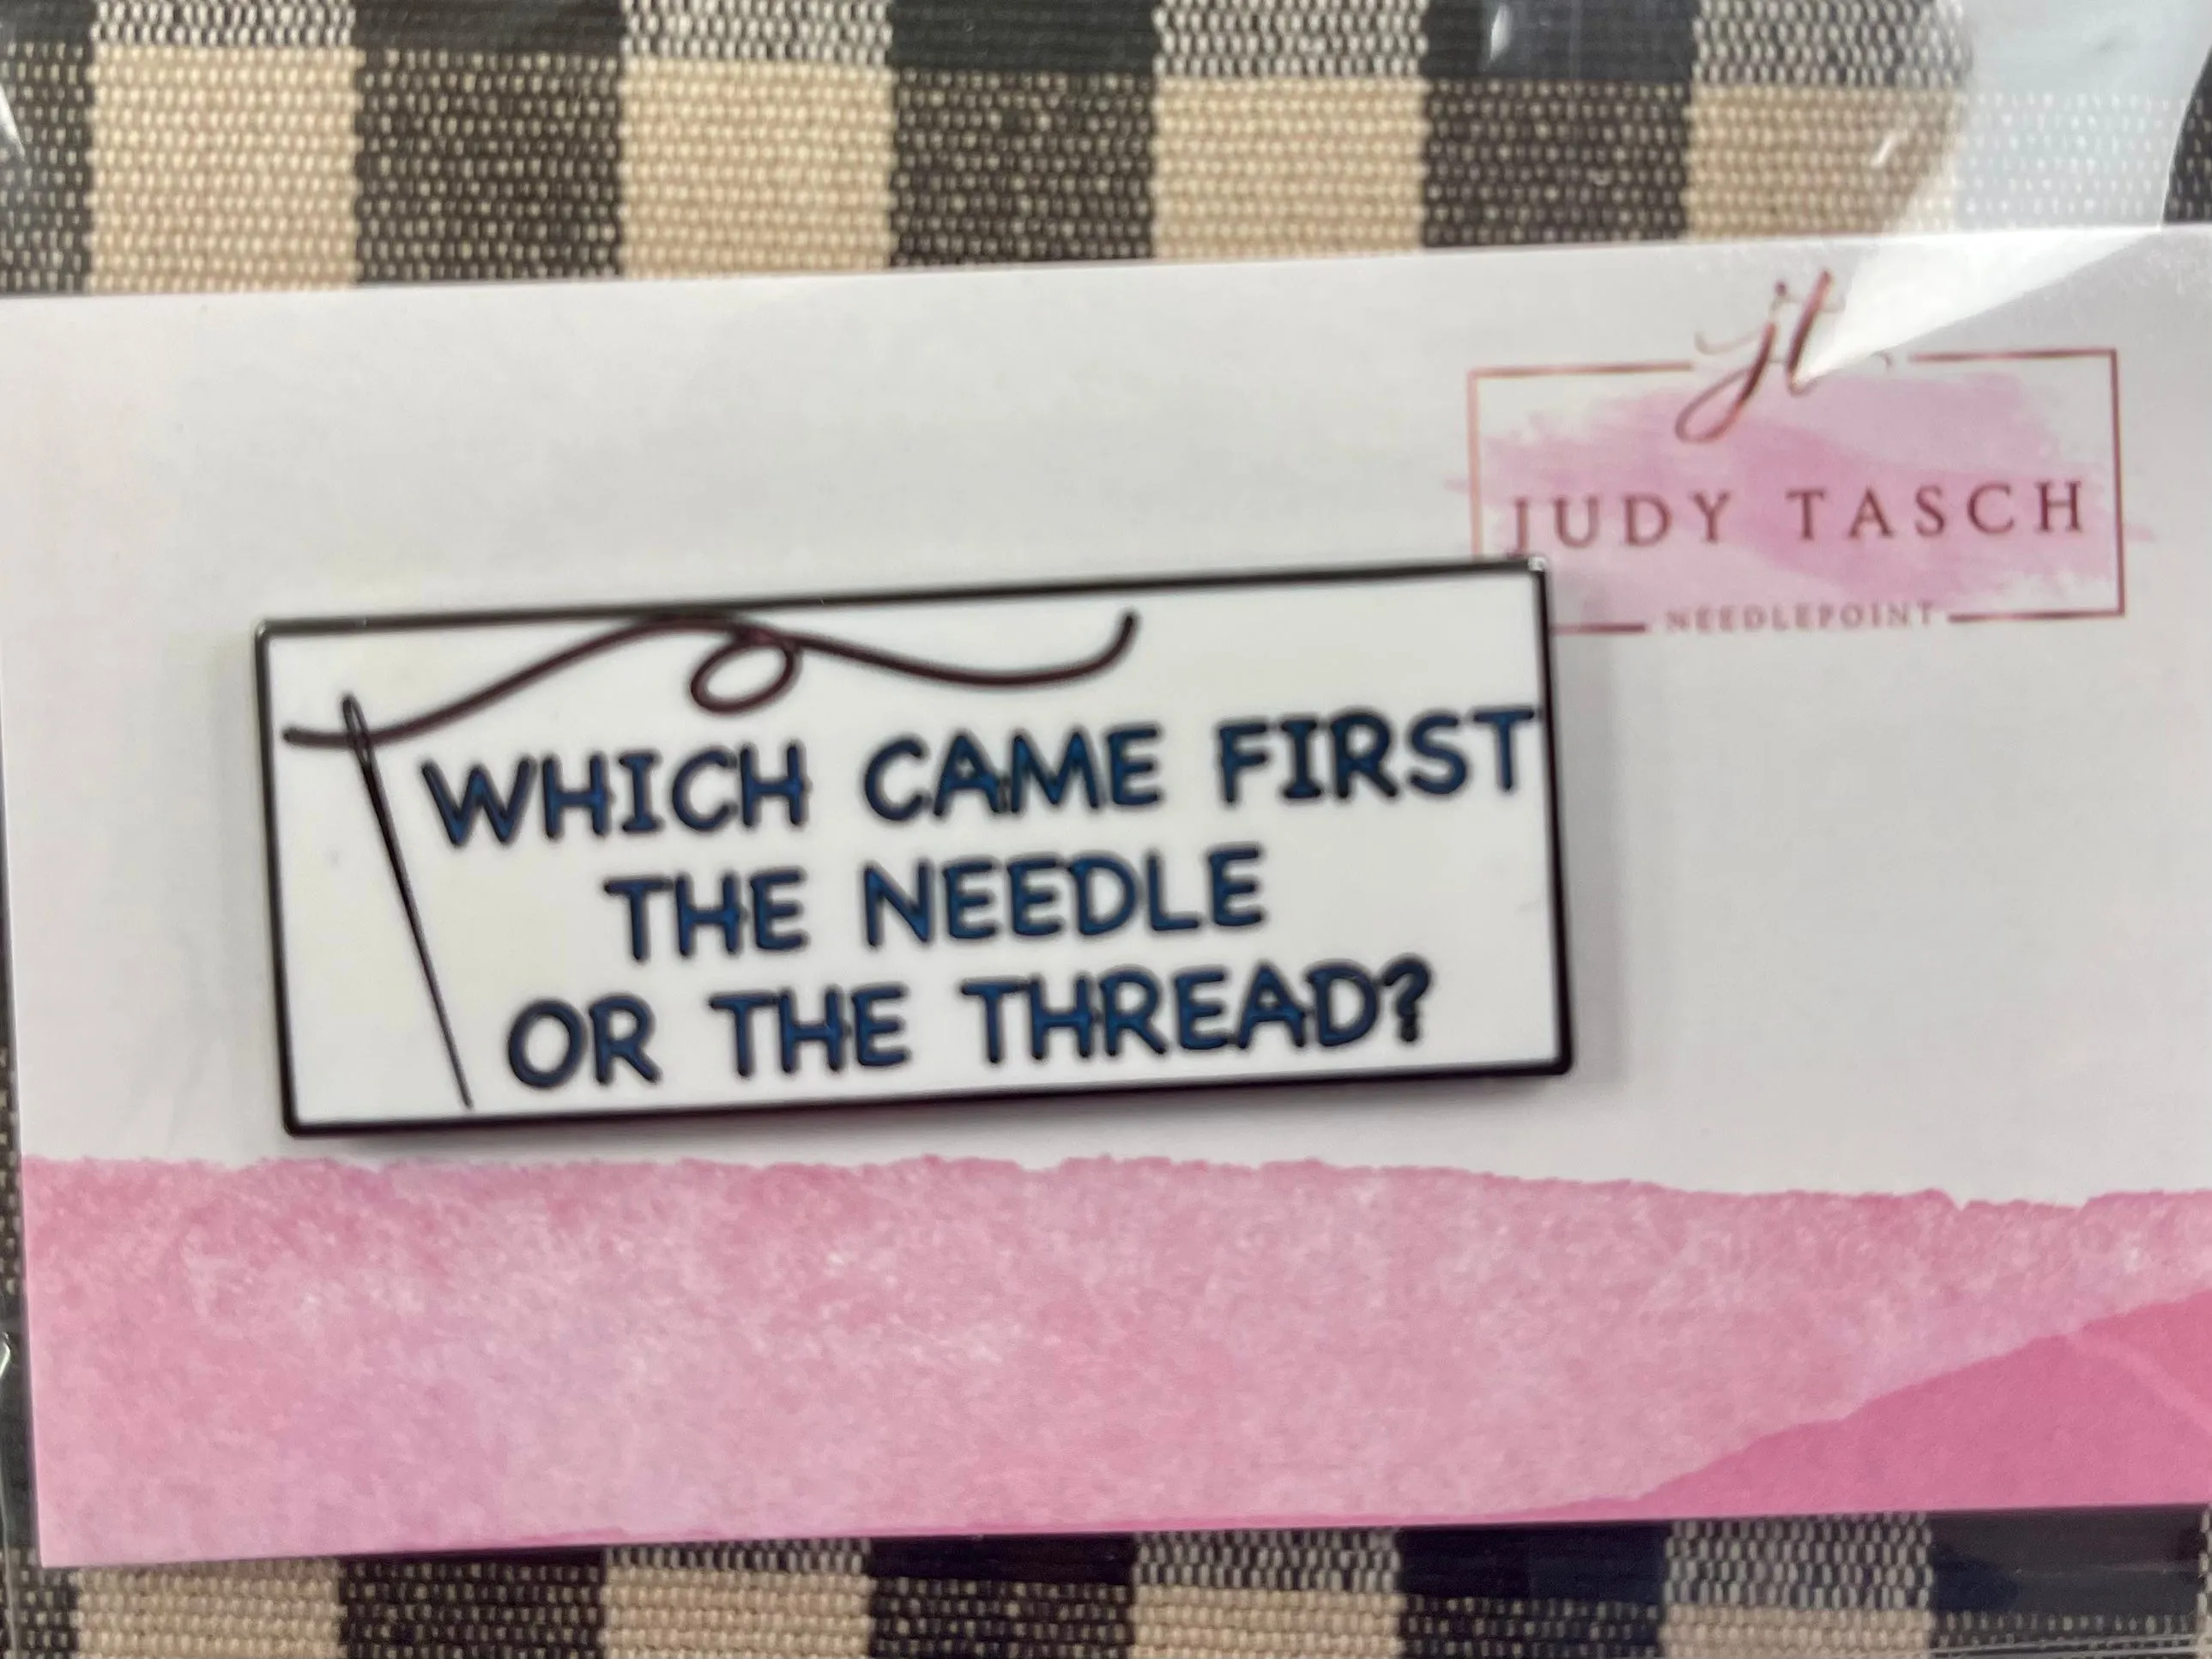 jt
JUDY TASCH
NEEDLEPOINT
WHICH CAME FIRST
THE NEEDLE
OR THE THREAD?